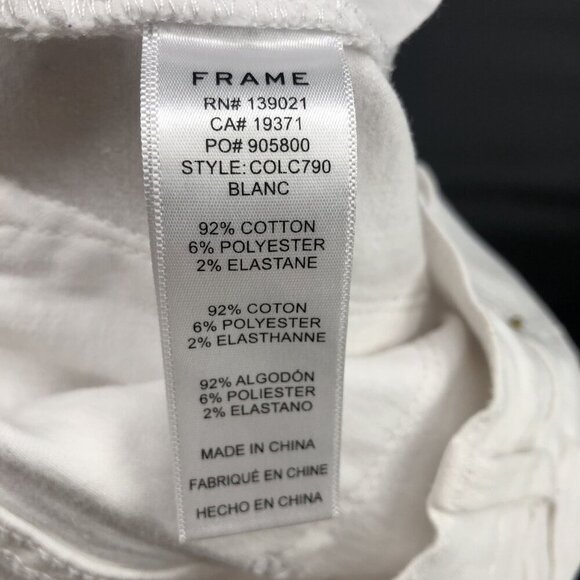 FRAME
RN# 139021
CA# 19371
PO# 905800
STYLE: COLC790
BLANC
92% COTTON
6% POLYESTER
2% ELASTANE
92% COTON
6% POLYESTER
2% ELASTHANNE
92% ALGODÓN
6% POLIESTER
2% ELASTANO
MADE IN CHINA
FABRIQUÉ EN CHINE
HECHO EN CHINA